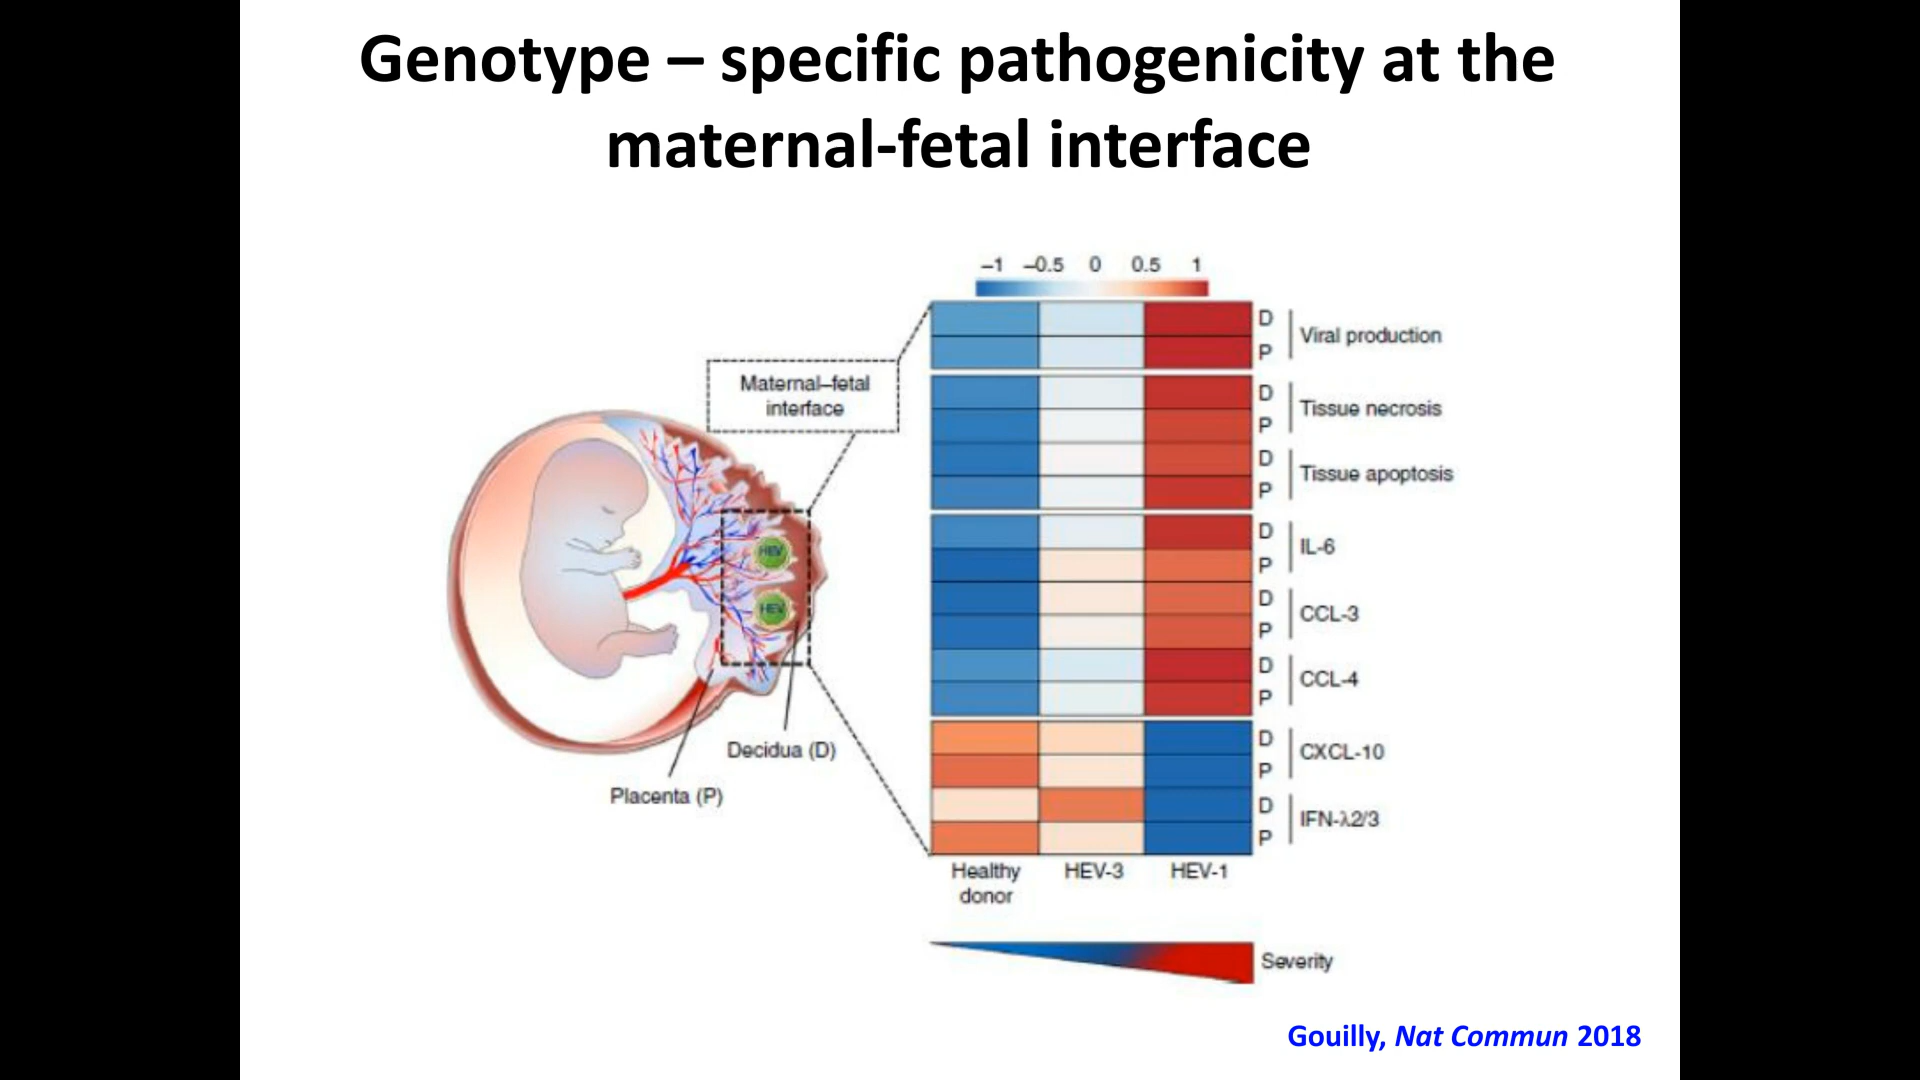 Genotype – specific pathogenicity at the
maternal-fetal interface
–1 –0.5 0 0.5 1
Maternal–fetal
interface
HEV
HEV
Decidua (D)
Placenta (P)
D
P
Viral production
D
P
Tissue necrosis
D
P
Tissue apoptosis
D
P
IL-6
D
P
CCL-3
D
P
CCL-4
D
P
CXCL-10
D
P
IFN-λ2/3
Healthy
donor
HEV-3
HEV-1
Severity
Gouilly, Nat Commun 2018